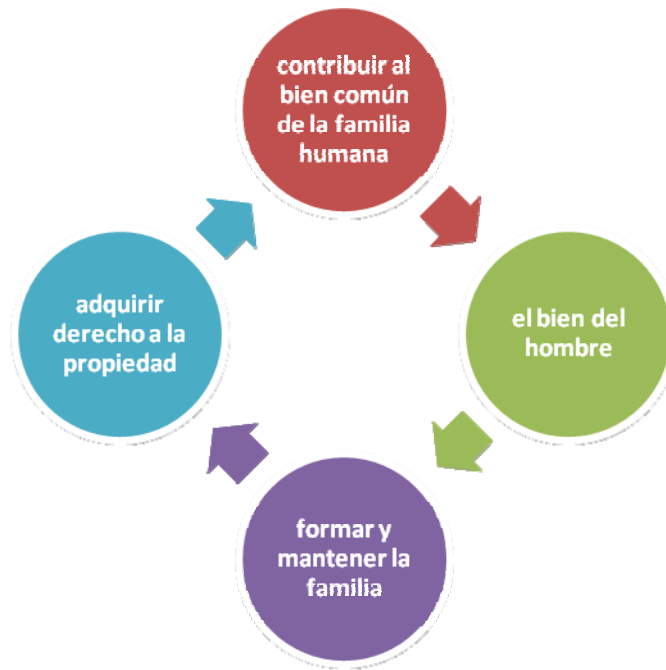 contribuir al
bien común
de la familia
humana
el bien del
hombre
formar y
mantener la
familia
adquirir
derecho a la
propiedad